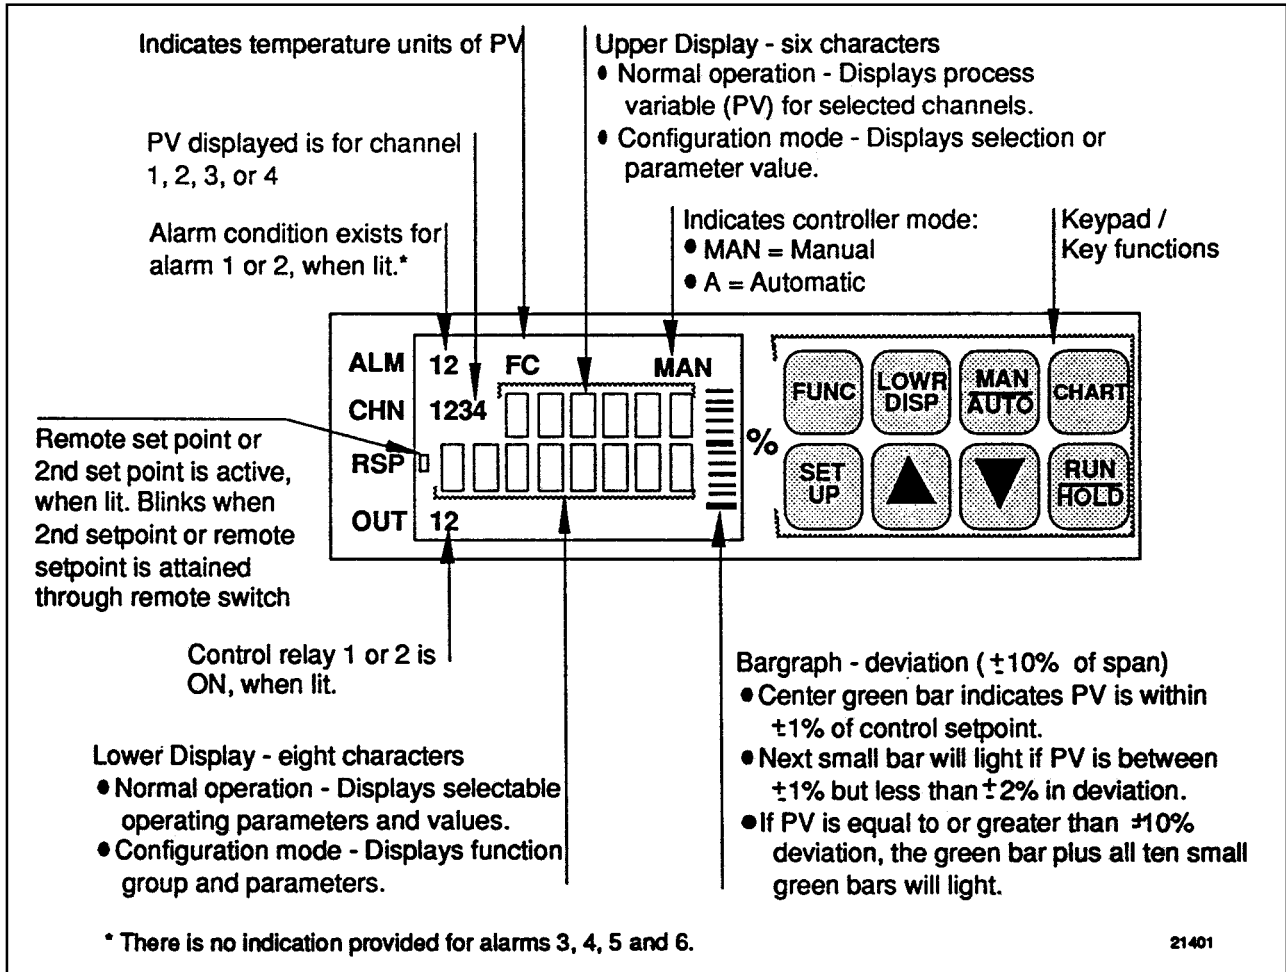 Indicates temperature units of PV
Upper Display - six characters
• Normal operation - Displays process
variable (PV) for selected channels.
• Configuration mode - Displays selection or
parameter value.
PV displayed is for channel
1, 2, 3, or 4
Alarm condition exists for
alarm 1 or 2, when lit.*
Indicates controller mode:
• MAN = Manual
• A = Automatic
Keypad /
Key functions
ALM 12 FC MAN
CHN 1234
RSP
OUT 12
%
FUNC
LOWR
DISP
MAN
AUTO
CHART
SET
UP
RUN
HOLD
Remote set point or
2nd set point is active,
when lit. Blinks when
2nd setpoint or remote
setpoint is attained
through remote switch
Control relay 1 or 2 is
ON, when lit.
Lower Display - eight characters
• Normal operation - Displays selectable
operating parameters and values.
• Configuration mode - Displays function
group and parameters.
Bargraph - deviation (±10% of span)
• Center green bar indicates PV is within
±1% of control setpoint.
• Next small bar will light if PV is between
±1% but less than ±2% in deviation.
• If PV is equal to or greater than ±10%
deviation, the green bar plus all ten small
green bars will light.
* There is no indication provided for alarms 3, 4, 5 and 6.
21401